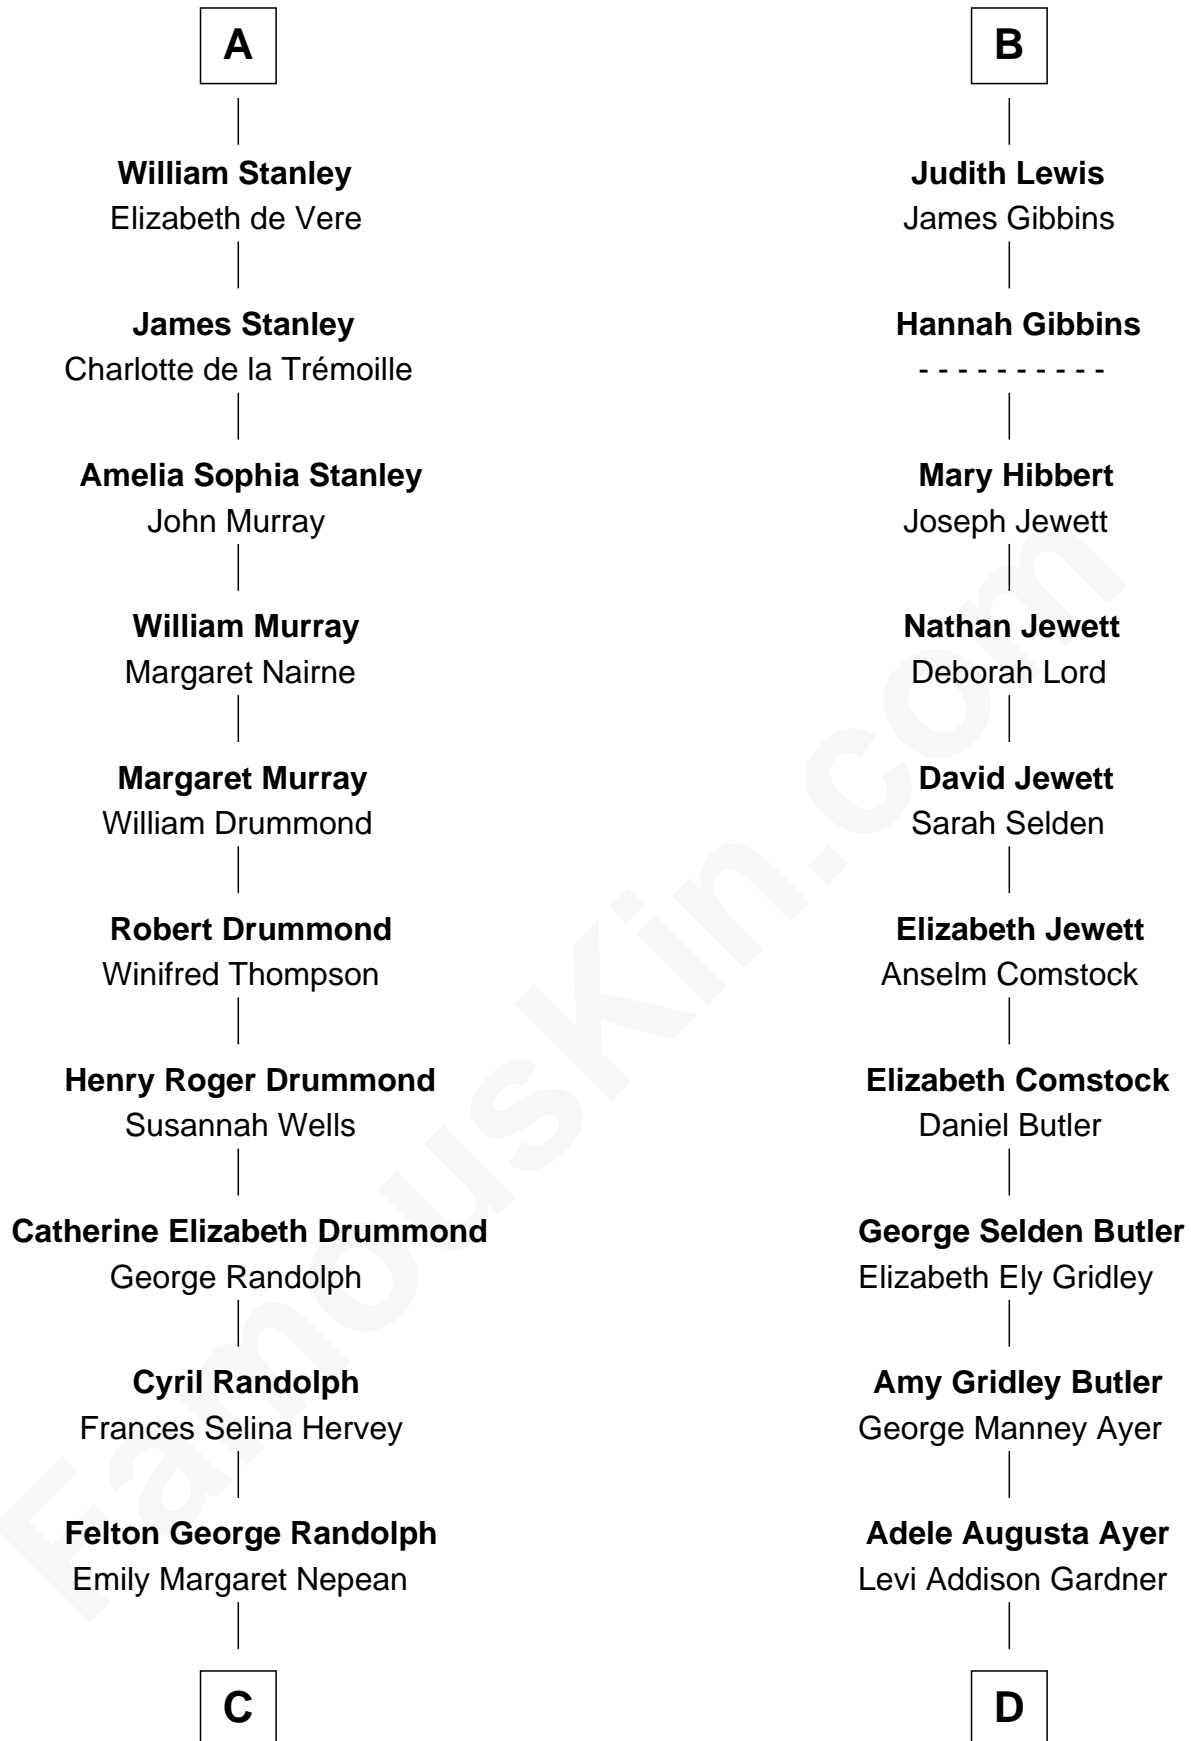 A
William Stanley
Elizabeth de Vere
James Stanley
Charlotte de la Trémoille
Amelia Sophia Stanley
John Murray
William Murray
Margaret Nairne
Margaret Murray
William Drummond
Robert Drummond
Winifred Thompson
Henry Roger Drummond
Susannah Wells
Catherine Elizabeth Drummond
George Randolph
Cyril Randolph
Frances Selina Hervey
Felton George Randolph
Emily Margaret Nepean
C
B
Judith Lewis
James Gibbins
Hannah Gibbins
- - - - - - - - - -
Mary Hibbert
Joseph Jewett
Nathan Jewett
Deborah Lord
David Jewett
Sarah Selden
Elizabeth Jewett
Anselm Comstock
Elizabeth Comstock
Daniel Butler
George Selden Butler
Elizabeth Ely Gridley
Amy Gridley Butler
George Manney Ayer
Adele Augusta Ayer
Levi Addison Gardner
D
FamousKin.com